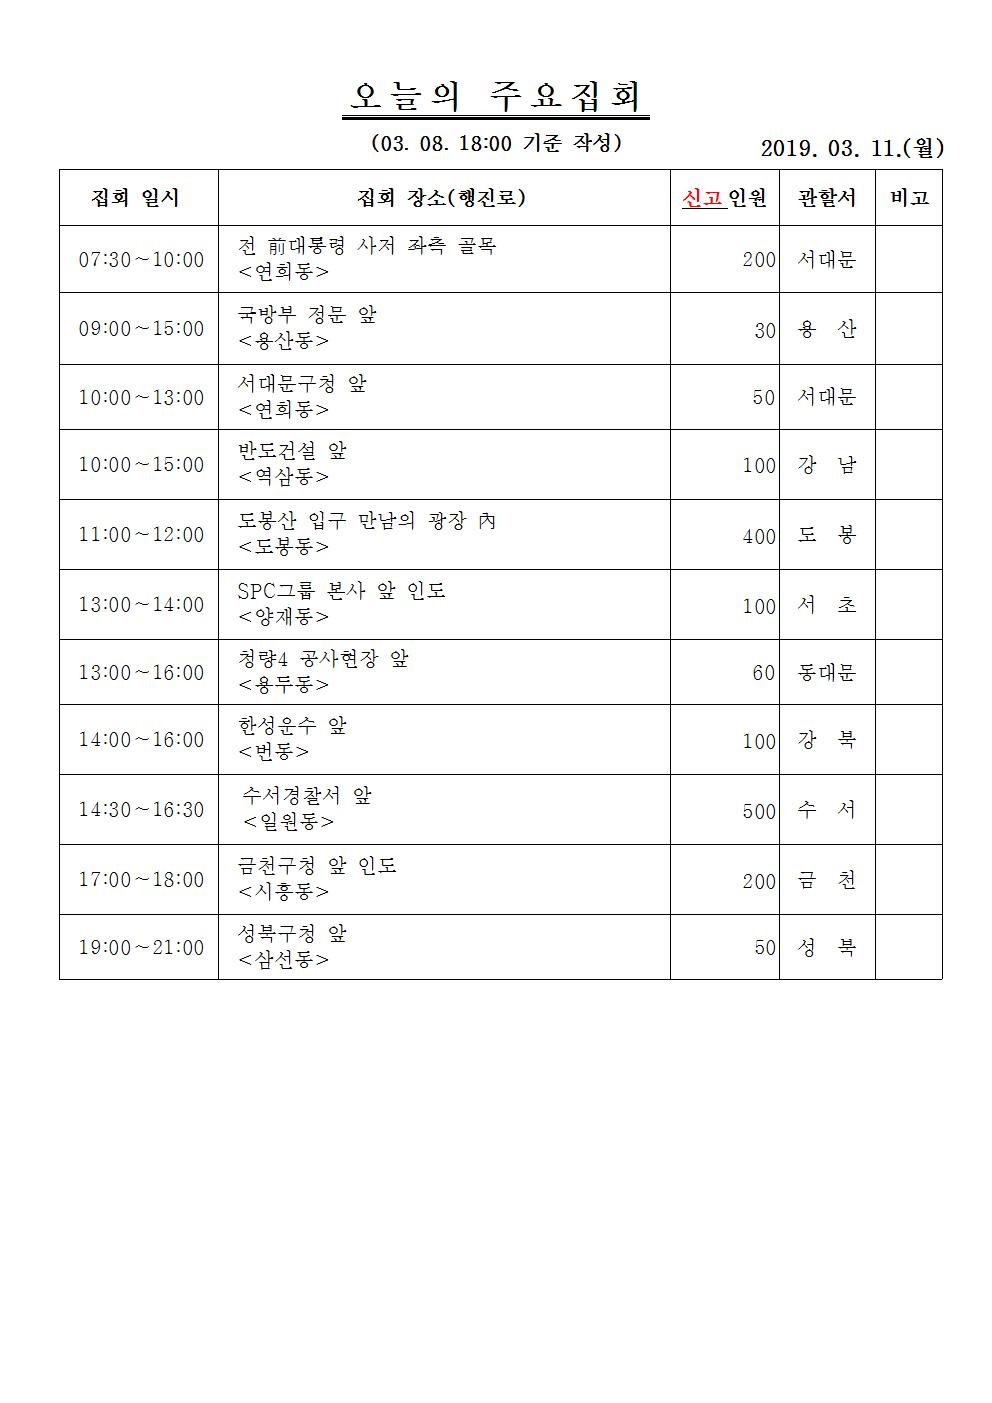 오늘의 주요집회
(03. 08. 18:00 기준 작성)
2019. 03. 11.(월)
집회 일시 집회 장소(행진로) 신고인원 관할서 비고
07:30~10:00 전 前대통령 사저 좌측 골목 <연희동> 200 서대문
09:00~15:00 국방부 정문 앞 <용산동> 30 용 산
10:00~13:00 서대문구청 앞 <연희동> 50 서대문
10:00~15:00 반도건설 앞 <역삼동> 100 강 남
11:00~12:00 도봉산 입구 만남의 광장 內 <도봉동> 400 도 봉
13:00~14:00 SPC그룹 본사 앞 인도 <양재동> 100 서 초
13:00~16:00 청량4 공사현장 앞 <용두동> 60 동대문
14:00~16:00 한성운수 앞 <번동> 100 강 북
14:30~16:30 수서경찰서 앞 <일원동> 500 수 서
17:00~18:00 금천구청 앞 인도 <시흥동> 200 금 천
19:00~21:00 성북구청 앞 <삼선동> 50 성 북